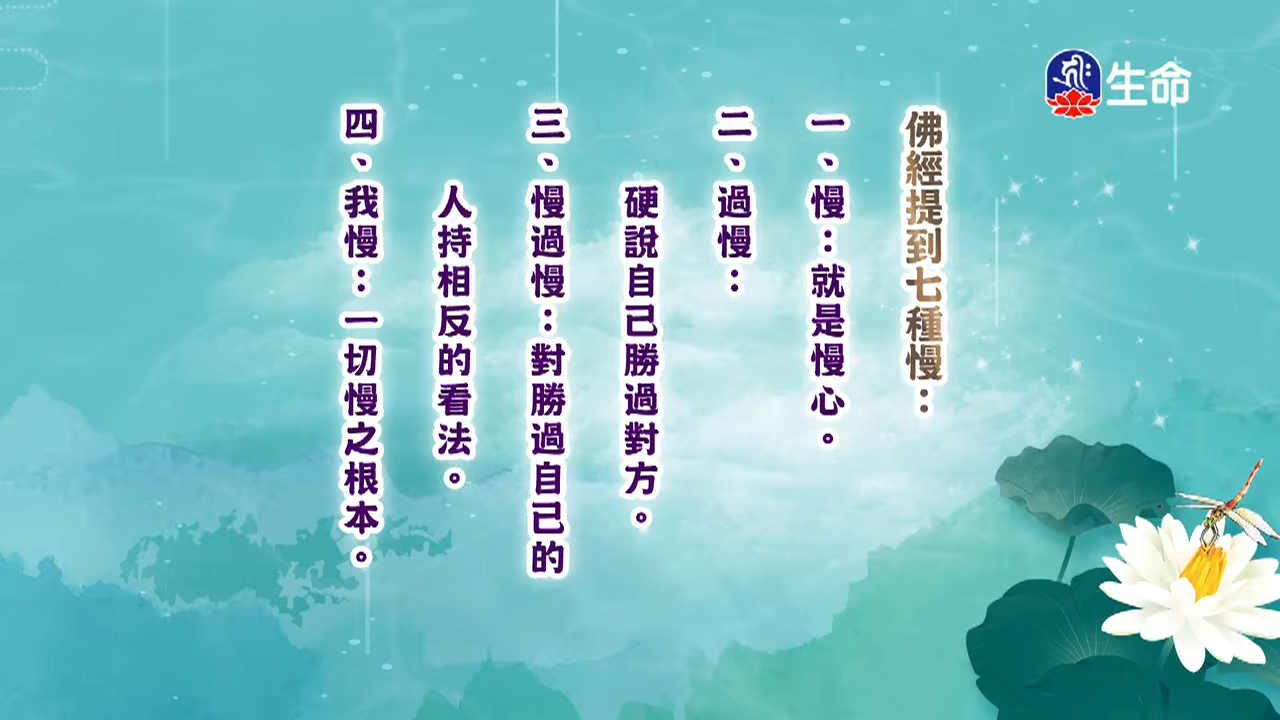 生命
佛經提到七種慢：
一、慢：就是慢心。
二、過慢：
硬說自己勝過對方。
三、慢過慢：對勝過自己的
人持相反的看法。
四、我慢：一切慢之根本。